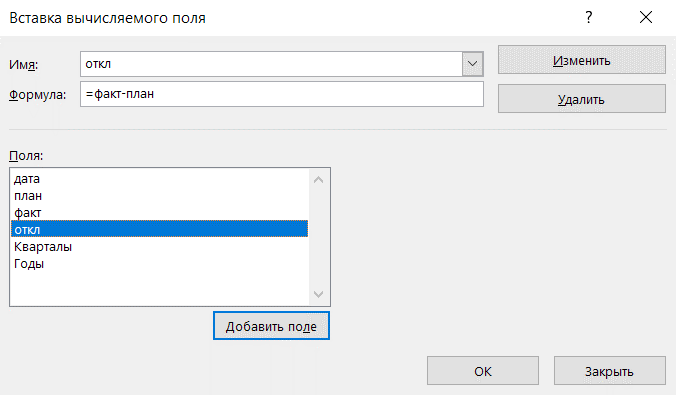 Вставка вычисляемого поля
?
Имя:
откл
Изменить
Формула:
=факт-план
Удалить
Поля:
дата
план
факт
откл
Кварталы
Годы
Добавить поле
ОК
Закрыть